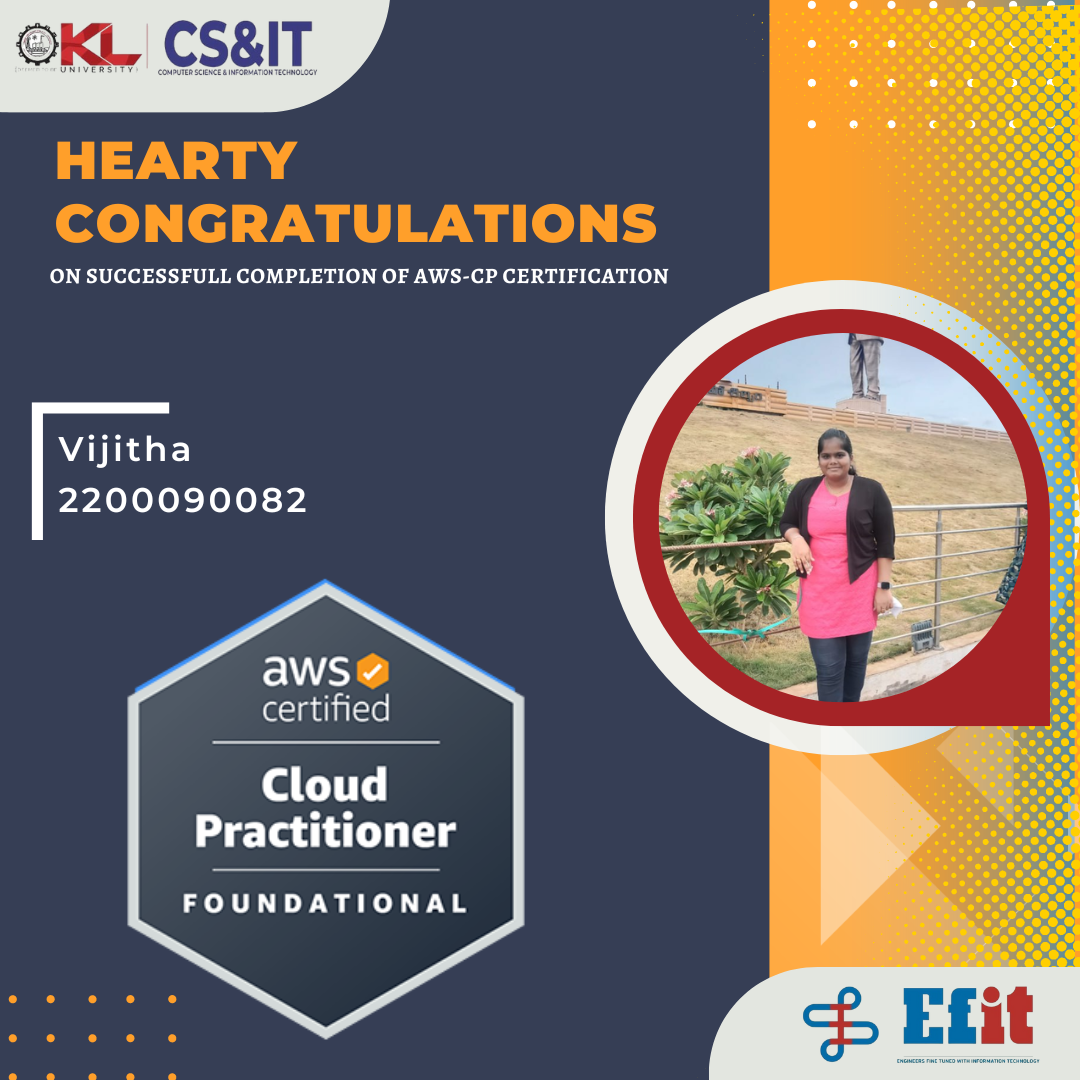 KL
UNIVERSITY
CS&IT
COMPUTER SCIENCE & INFORMATION TECHNOLOGY
HEARTY
CONGRATULATIONS
ON SUCCESSFULL COMPLETION OF AWS-CP CERTIFICATION
Vijitha
2200090082
aws
certified
Cloud
Practitioner
FOUNDATIONAL
Efit
ENGINEERS FINE TUNED WITH INFORMATION TECHNOLOGY